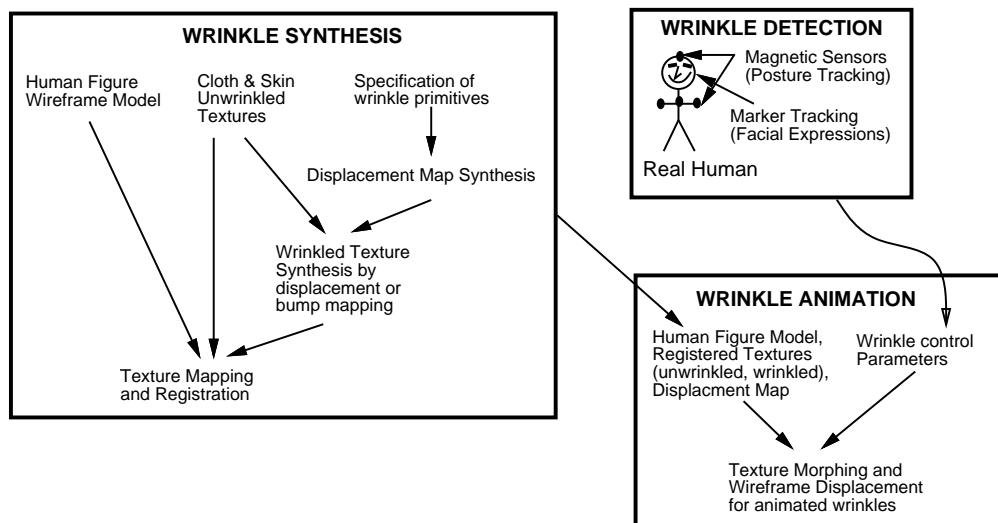 WRINKLE SYNTHESIS
Human Figure
Wireframe Model
Cloth & Skin
Unwrinkled
Textures
Specification of
wrinkle primitives
Displacement Map Synthesis
Wrinkled Texture
Synthesis by
displacement or
bump mapping
Texture Mapping
and Registration
WRINKLE DETECTION
Magnetic Sensors
(Posture Tracking)
Marker Tracking
(Facial Expressions)
Real Human
WRINKLE ANIMATION
Human Figure Model,
Registered Textures
(unwrinkled, wrinkled),
Displacment Map
Wrinkle control
Parameters
Texture Morphing and
Wireframe Displacement
for animated wrinkles